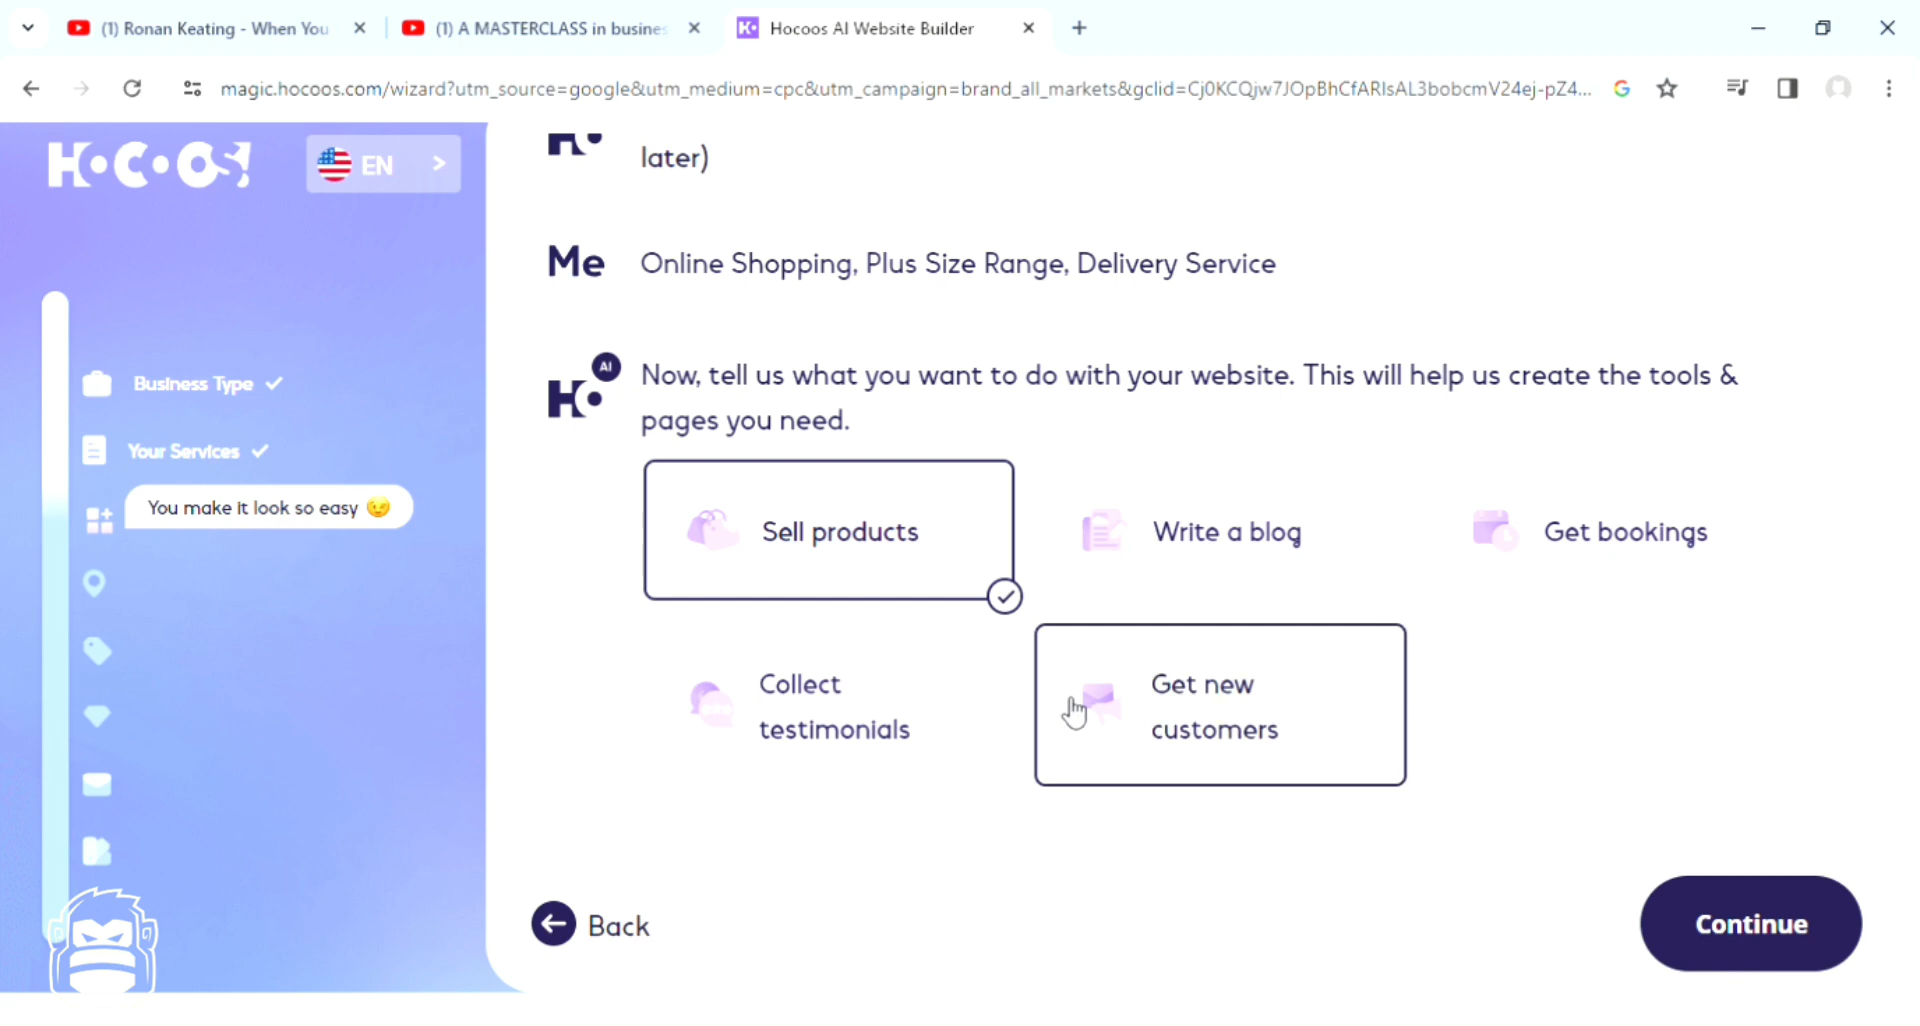 (1) Ronan Keating - When You
(1) A MASTERCLASS in busines
Hocoos AI Website Builder
magic.hocoos.com/wizard?utm_source=google&utm_medium=cpc&utm_campaign=brand_all_markets&gclid=Cj0KCQjw7JOpBhCfARIsAL3bobcmV24ej-pZ4...
HOCOOS!
EN
later)
Me Online Shopping, Plus Size Range, Delivery Service
Business Type
Your Services
You make it look so easy 😉
AI
Now, tell us what you want to do with your website. This will help us create the tools &
pages you need.
Sell products
Write a blog
Get bookings
Collect
testimonials
Get new
customers
Back
Continue